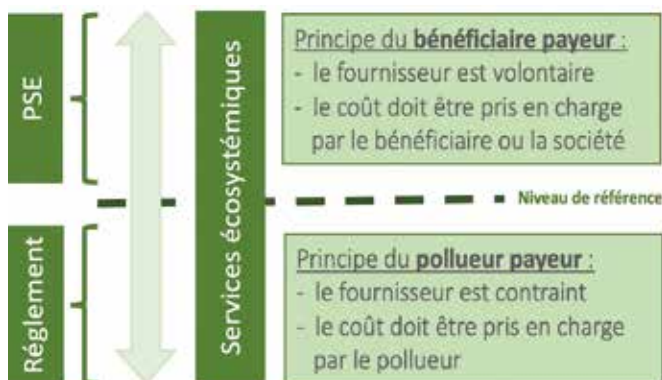 PSE
Services écosystémiques
Principe du bénéficiaire payeur :
- le fournisseur est volontaire
- le coût doit être pris en charge
par le bénéficiaire ou la société
Niveau de référence
Réglement
Principe du pollueur payeur :
- le fournisseur est contraint
- le coût doit être pris en charge
par le pollueur